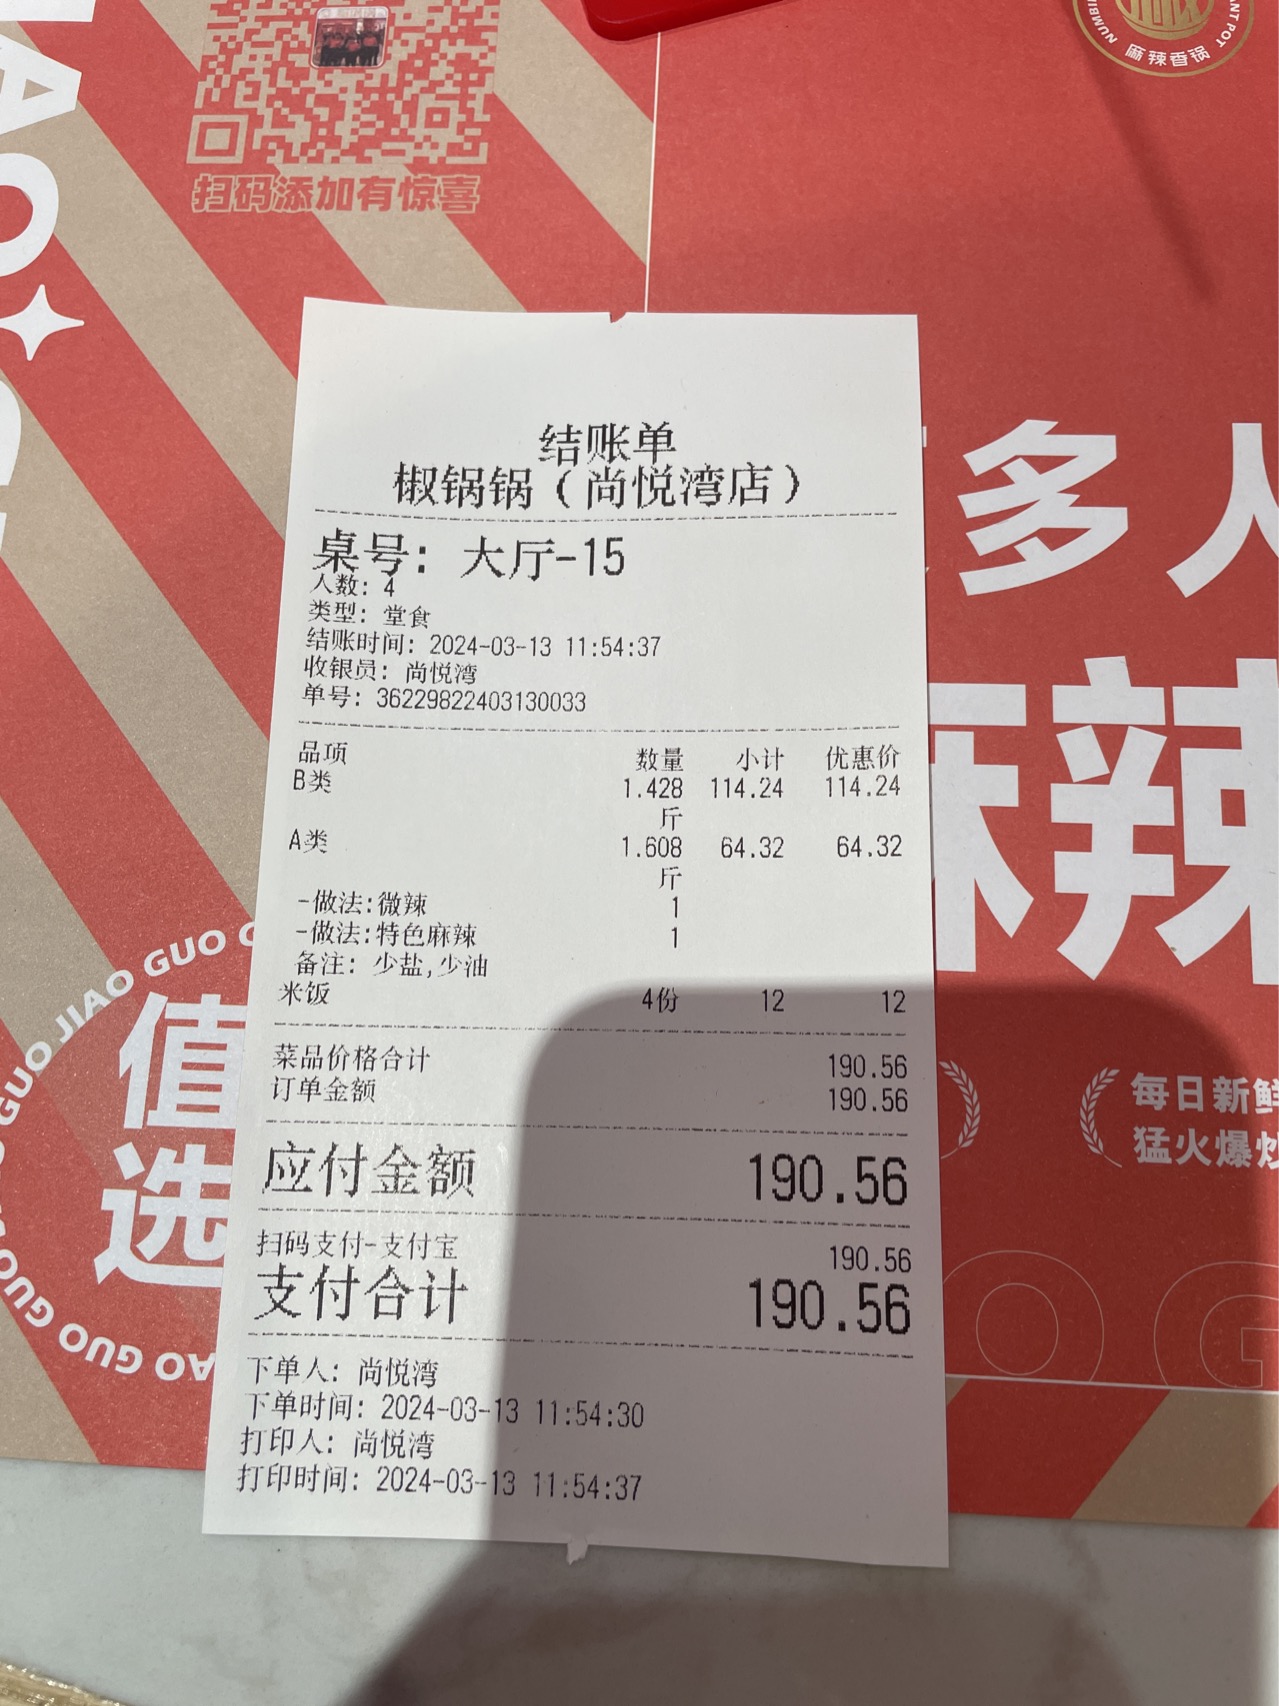 扫码添加有惊喜
麻辣香锅
结账单
椒锅锅（尚悦湾店）
桌号：大厅-15
人数：4
类型：堂食
结账时间：2024-03-13 11:54:37
收银员：尚悦湾
单号：36229822403130033
品项 数量 小计 优惠价
B类 1.428 114.24 114.24
斤
A类 1.608 64.32 64.32
斤
-做法:微辣 1
-做法:特色麻辣 1
备注：少盐,少油
米饭 4份 12 12
菜品价格合计 190.56
订单金额 190.56
应付金额 190.56
扫码支付-支付宝 190.56
支付合计 190.56
下单人：尚悦湾
下单时间：2024-03-13 11:54:30
打印人：尚悦湾
打印时间：2024-03-13 11:54:37
多人
麻辣
值
选
GUO JIAO GUO
每日新鲜
猛火爆炒